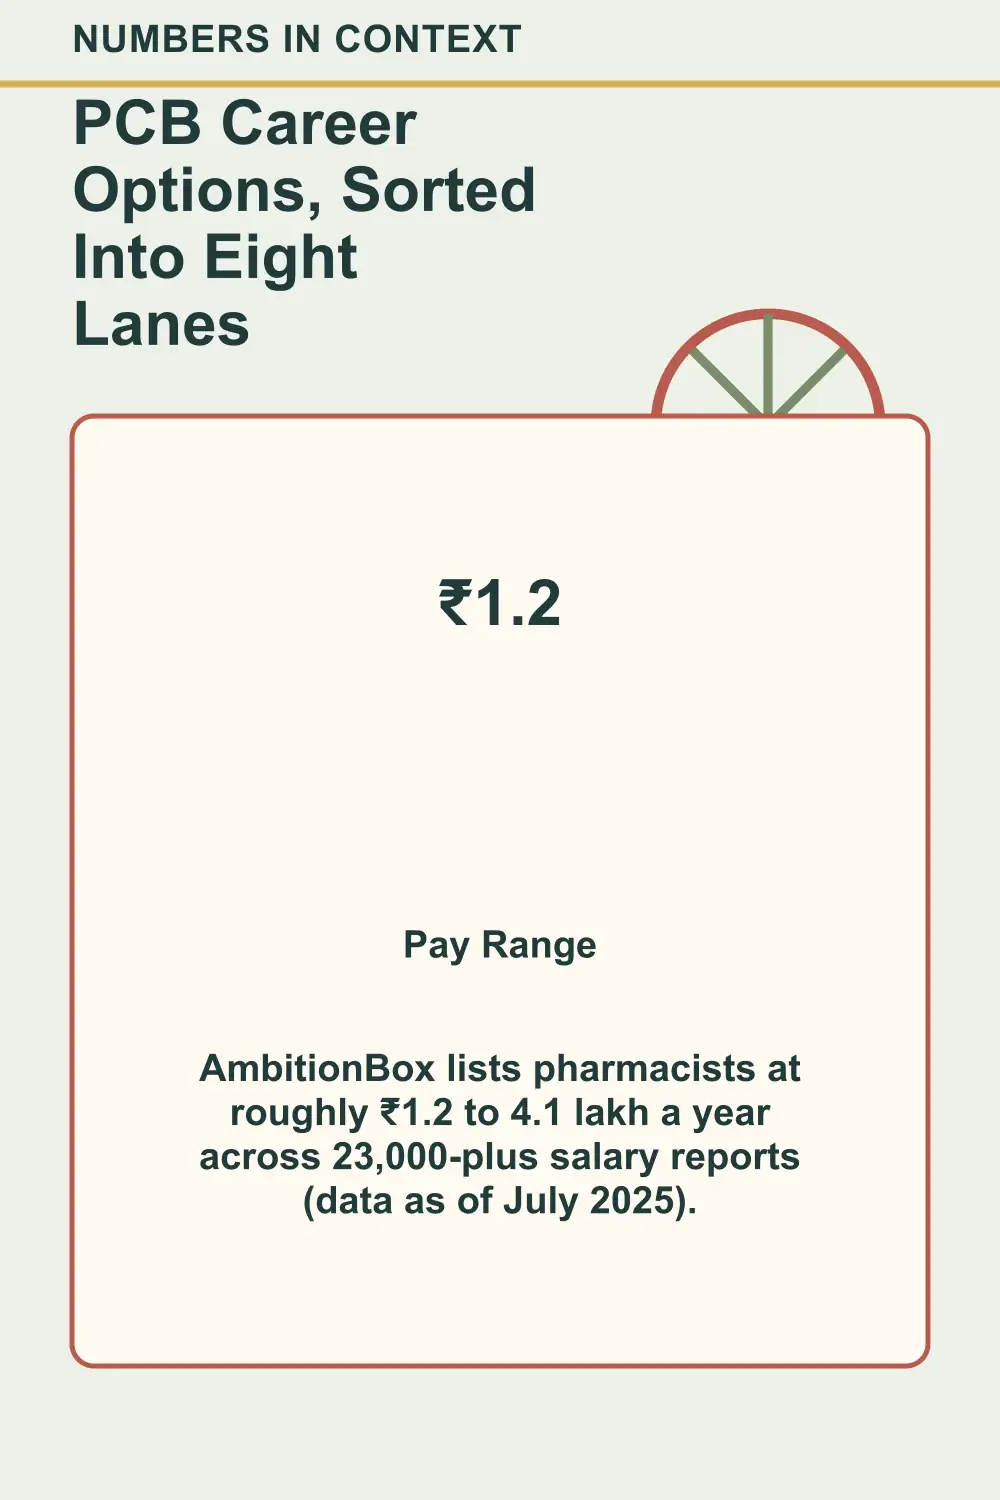 NUMBERS IN CONTEXT
PCB Career
Options, Sorted
Into Eight
Lanes
₹1.2
Pay Range
AmbitionBox lists pharmacists at
roughly ₹1.2 to 4.1 lakh a year
across 23,000-plus salary reports
(data as of July 2025).